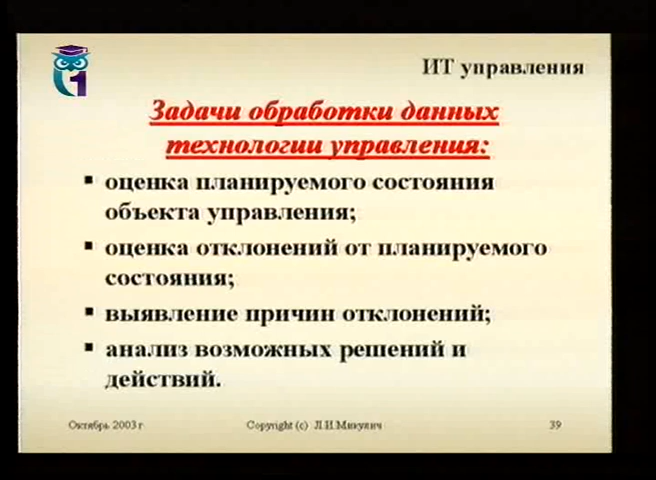 1
ИТ управления
Задачи обработки данных
технологии управления:
▪ оценка планируемого состояния
объекта управления;
▪ оценка отклонений от планируемого
состояния;
▪ выявление причин отклонений;
▪ анализ возможных решений и
действий.
Октябрь 2003 г
Copyright (c) Л.И.Микулич
39